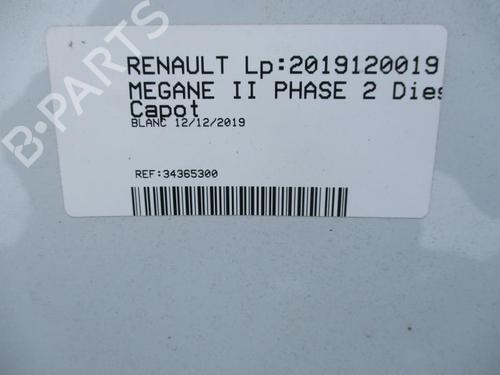 RENAULT Lp:2019120019
MEGANE II PHASE 2 Dies
Capot
BLANC 12/12/2019
REF:34365300
B-PARTS